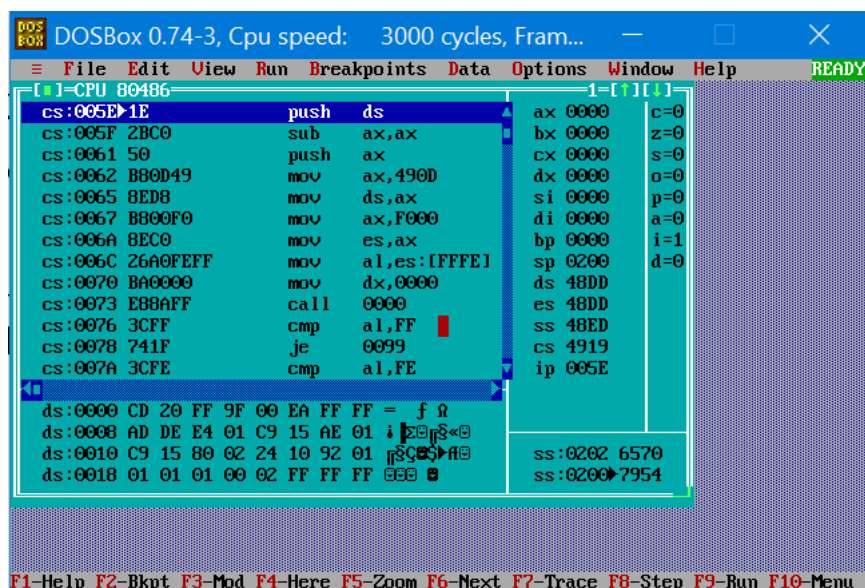 DOSBox 0.74-3, Cpu speed: 3000 cycles, Fram...
≡ File Edit View Run Breakpoints Data Options Window Help READY
[■]=CPU 80486 1=[↑][↓]
cs:005E▶1E push ds ax 0000 c=0
cs:005F 2BC0 sub ax,ax bx 0000 z=0
cs:0061 50 push ax cx 0000 s=0
cs:0062 B80D49 mov ax,490D dx 0000 o=0
cs:0065 8ED8 mov ds,ax si 0000 p=0
cs:0067 B800F0 mov ax,F000 di 0000 a=0
cs:006A 8EC0 mov es,ax bp 0000 i=1
cs:006C 26A0FEFF mov al,es:[FFFE] sp 0200 d=0
cs:0070 BA0000 mov dx,0000 ds 48DD
cs:0073 E88AFF call 0000 es 48DD
cs:0076 3CFF cmp al,FF ss 48ED
cs:0078 741F je 0099 cs 4919
cs:007A 3CFE cmp al,FE ip 005E
ds:0000 CD 20 FF 9F 00 EA FF FF = ƒ Ω
ds:0008 AD DE E4 01 C9 15 AE 01
ds:0010 C9 15 80 02 24 10 92 01 ss:0202 6570
ds:0018 01 01 01 00 02 FF FF FF ss:0200▶7954
F1-Help F2-Bkpt F3-Mod F4-Here F5-Zoom F6-Next F7-Trace F8-Step F9-Run F10-Menu